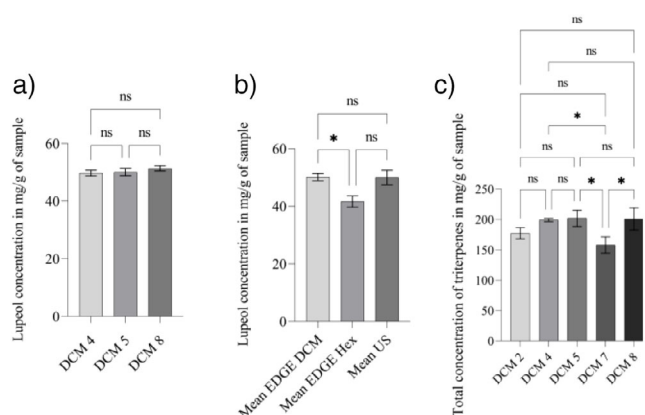 a)
ns
ns
ns
Lupeol concentration in mg/g of sample
60
40
20
0
DCM 4
DCM 5
DCM 8
b)
ns
*
ns
Lupeol concentration in mg/g of sample
60
40
20
0
Mean EDGE DCM
Mean EDGE Hex
Mean US
c)
ns
ns
ns
*
ns
ns
ns
ns
*
*
Total concentration of triterpenes in mg/g of sample
250
200
150
100
50
0
DCM 2
DCM 4
DCM 5
DCM 7
DCM 8